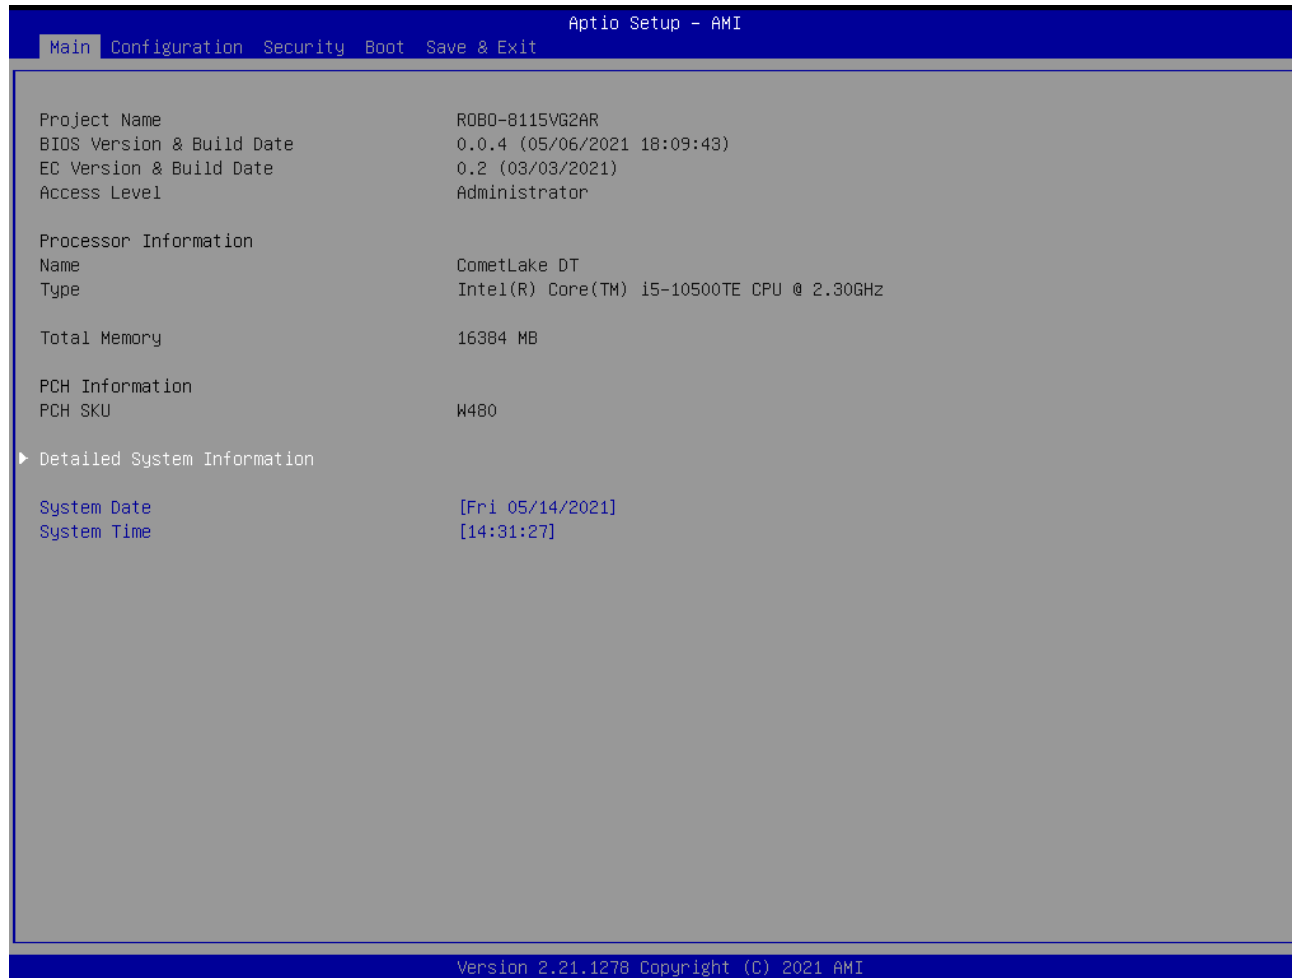 Aptio Setup - AMI
Main Configuration Security Boot Save & Exit
Project Name ROBO-8115VG2AR
BIOS Version & Build Date 0.0.4 (05/06/2021 18:09:43)
EC Version & Build Date 0.2 (03/03/2021)
Access Level Administrator
Processor Information
Name CometLake DT
Type Intel(R) Core(TM) i5-10500TE CPU @ 2.30GHz
Total Memory 16384 MB
PCH Information
PCH SKU W480
Detailed System Information
System Date [Fri 05/14/2021]
System Time [14:31:27]
Version 2.21.1278 Copyright (C) 2021 AMI